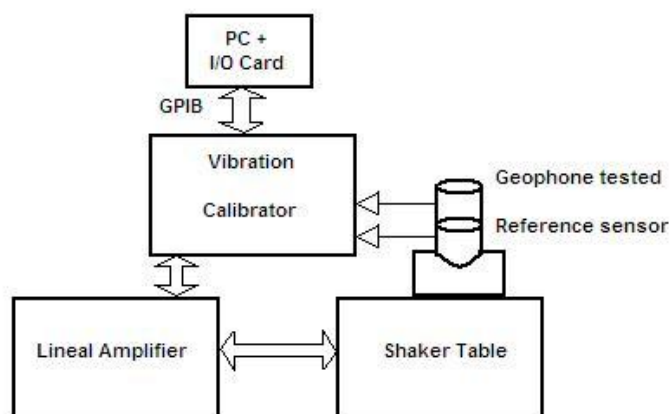 PC +
I/O Card
GPIB
Vibration
Calibrator
Geophone tested
Reference sensor
Lineal Amplifier
Shaker Table